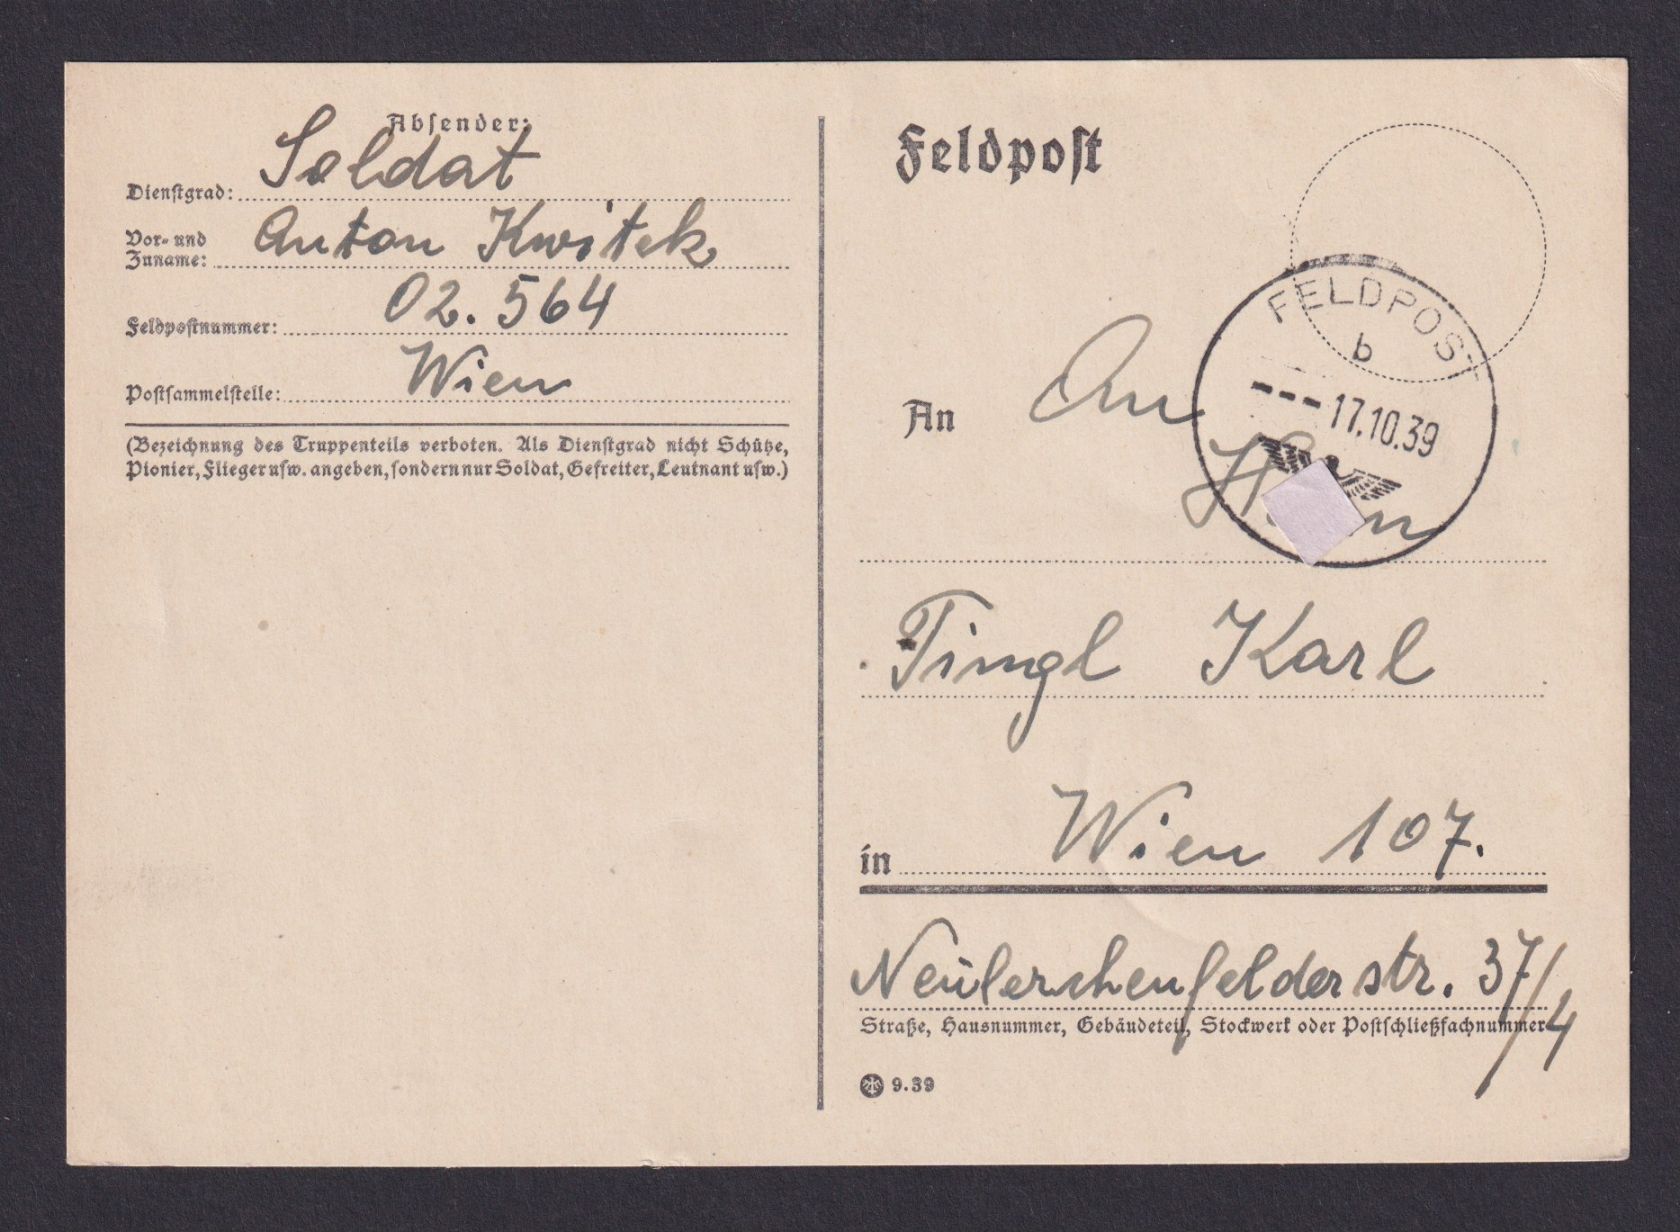 Absender:
Dienstgrad: Soldat
Vor- und
Zuname: Anton Kwitek
Feldpostnummer: 02.564
Postsammelstelle: Wien
(Bezeichnung des Truppenteils verboten. Als Dienstgrad nicht Schütze,
Pionier, Flieger usw. angeben, sondern nur Soldat, Gefreiter, Leutnant usw.)
Feldpost
FELDPOST
b
---17.10.39
An An
Tingl Karl
in Wien 107.
Neulerchenfelderstr. 37/4
Straße, Hausnummer, Gebäudeteil, Stockwerk oder Postschließfachnummer
9.39